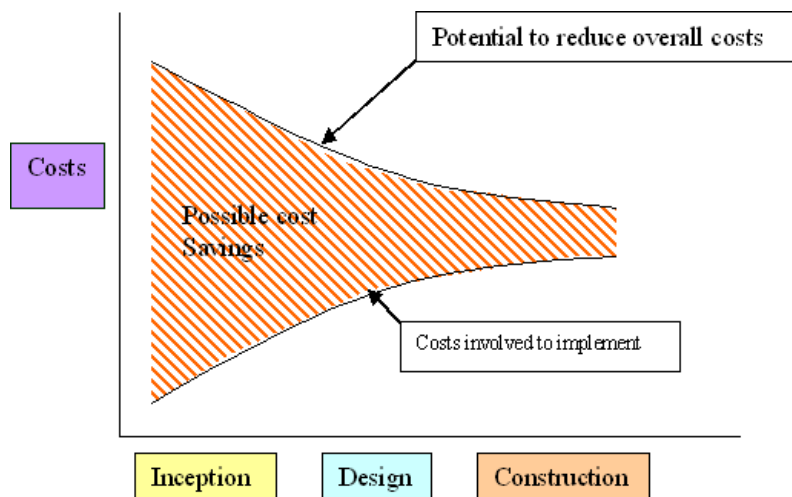 Potential to reduce overall costs
Costs
Possible cost
Savings
Costs involved to implement
Inception
Design
Construction